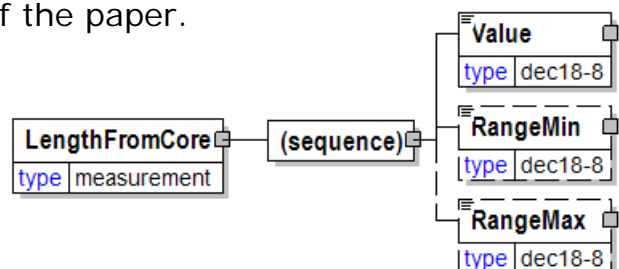 f the paper.
Value
type dec18-8
LengthFromCore
type measurement
(sequence)
RangeMin
type dec18-8
RangeMax
type dec18-8